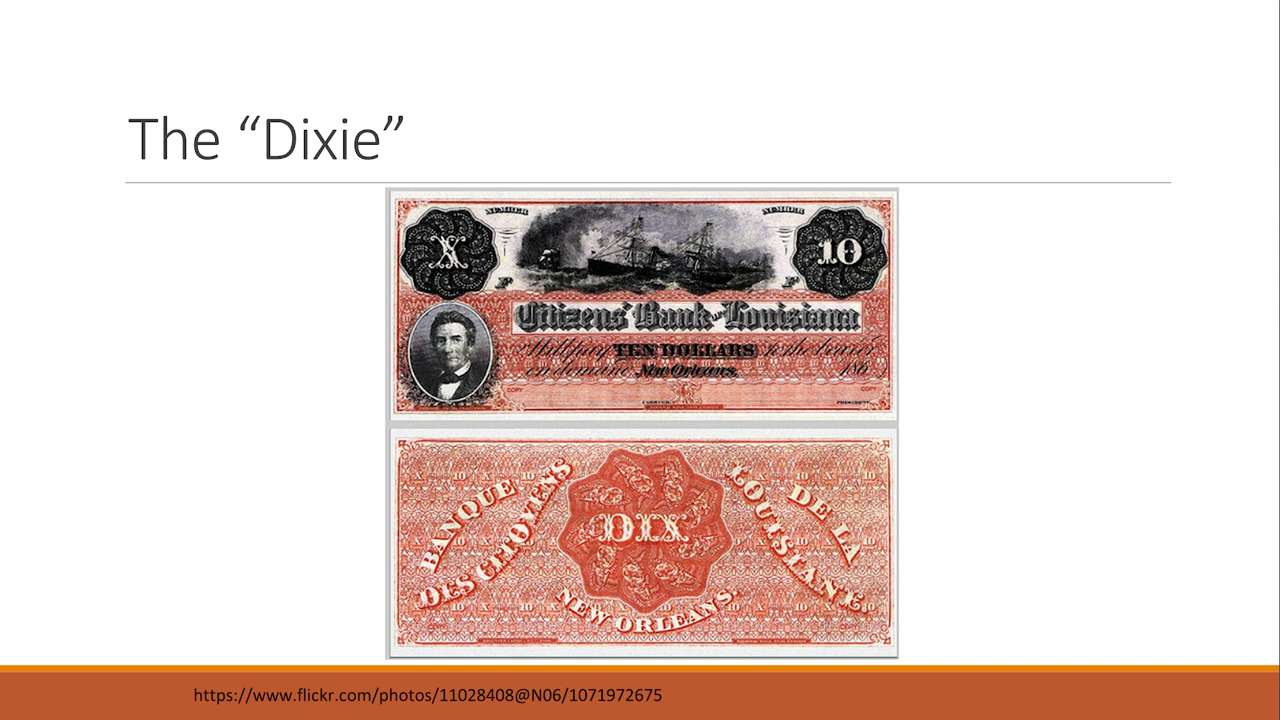 The “Dixie”
NUMBER NUMBER
X 10
F F
Citizens' Bank of Louisiana
Will pay TEN DOLLARS to the bearer
on demand New Orleans, 186
COPY COPY
CASHIER. PRESIDENT.
BANQUE DE LA
DES CITOYENS LOUISIANE.
DIX
NEW ORLEANS.
https://www.flickr.com/photos/11028408@N06/1071972675